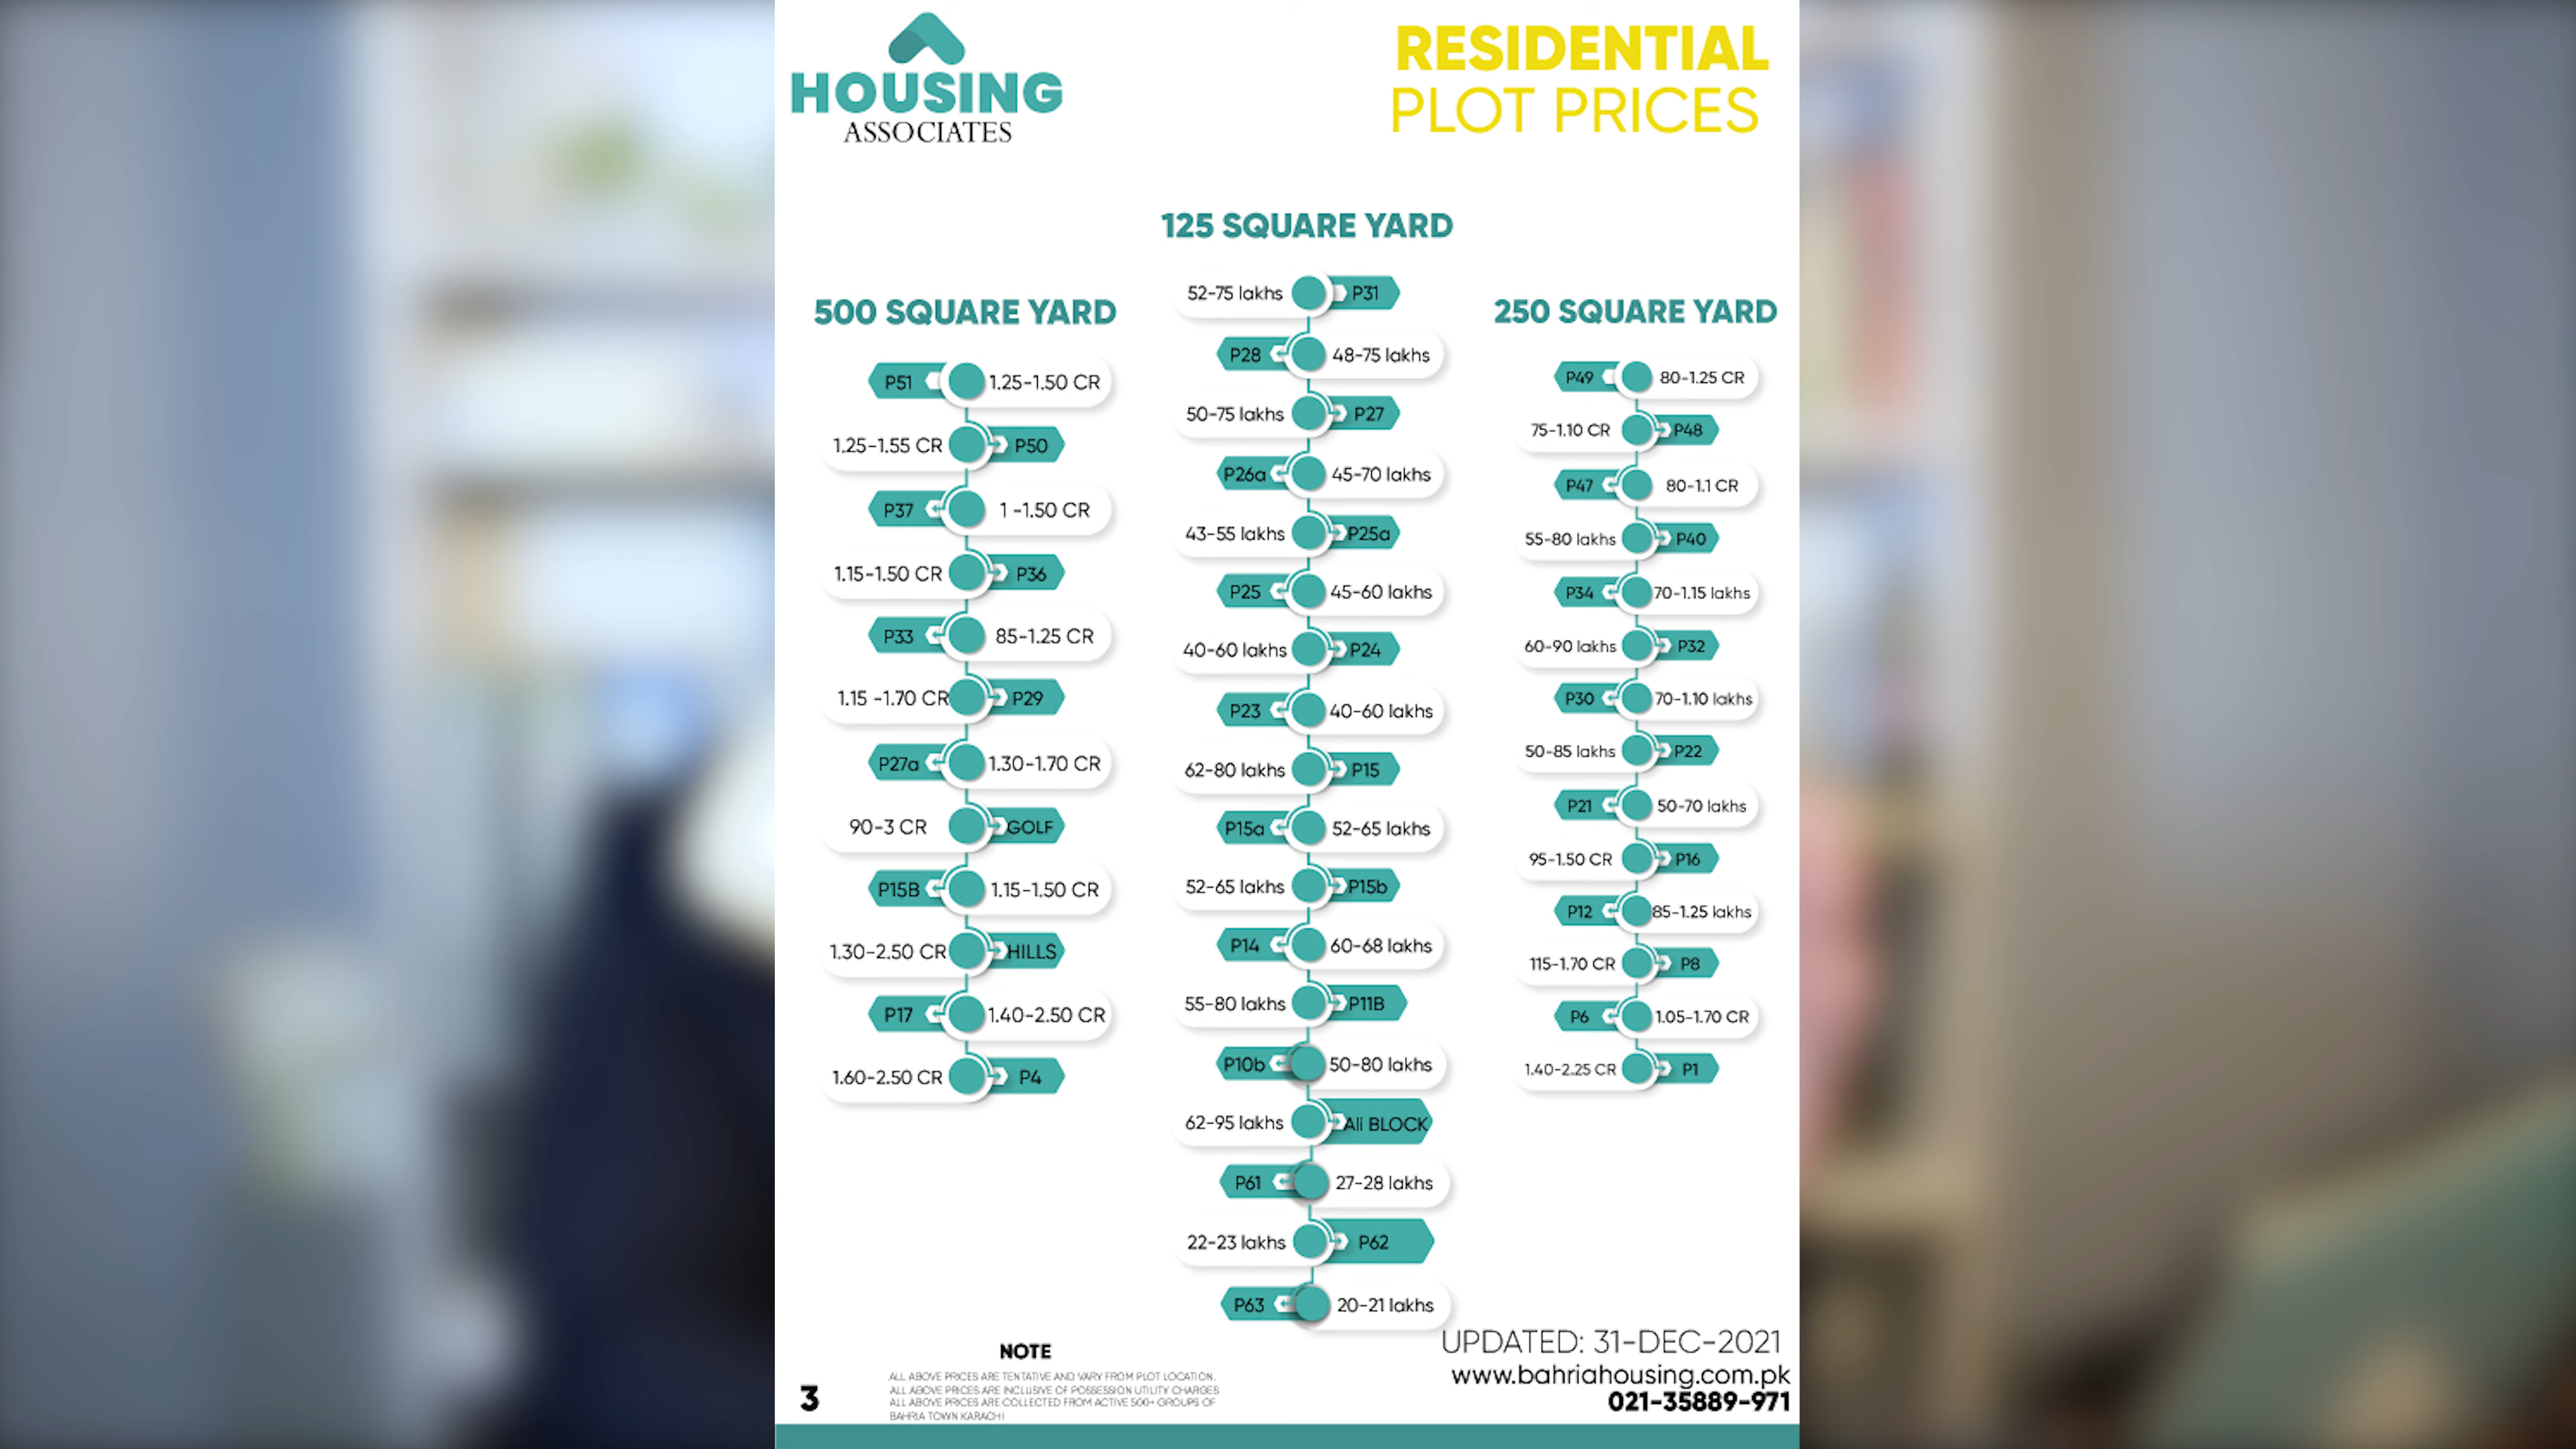 HOUSING
ASSOCIATES
RESIDENTIAL
PLOT PRICES
500 SQUARE YARD
P51 1.25-1.50 CR
1.25-1.55 CR P50
P37 1 -1.50 CR
1.15-1.50 CR P36
P33 85-1.25 CR
1.15 -1.70 CR P29
P27a 1.30-1.70 CR
90-3 CR GOLF
P15B 1.15-1.50 CR
1.30-2.50 CR HILLS
P17 1.40-2.50 CR
1.60-2.50 CR P4
125 SQUARE YARD
52-75 lakhs P31
P28 48-75 lakhs
50-75 lakhs P27
P26a 45-70 lakhs
43-55 lakhs P25a
P25 45-60 lakhs
40-60 lakhs P24
P23 40-60 lakhs
62-80 lakhs P15
P15a 52-65 lakhs
52-65 lakhs P15b
P14 60-68 lakhs
55-80 lakhs P11B
P10b 50-80 lakhs
62-95 lakhs Ali BLOCK
P61 27-28 lakhs
22-23 lakhs P62
P63 20-21 lakhs
250 SQUARE YARD
P49 80-1.25 CR
75-1.10 CR P48
P47 80-1.1 CR
55-80 lakhs P40
P34 70-1.15 lakhs
60-90 lakhs P32
P30 70-1.10 lakhs
50-85 lakhs P22
P21 50-70 lakhs
95-1.50 CR P16
P12 85-1.25 lakhs
115-1.70 CR P8
P6 1.05-1.70 CR
1.40-2.25 CR P1
NOTE
ALL ABOVE PRICES ARE TENTATIVE AND VARY FROM PLOT LOCATION.
ALL ABOVE PRICES ARE INCLUSIVE OF POSSESSION UTILITY CHARGES
ALL ABOVE PRICES ARE COLLECTED FROM ACTIVE 500+ GROUPS OF
BAHRIA TOWN KARACHI
3
UPDATED: 31-DEC-2021
www.bahriahousing.com.pk
021-35889-971